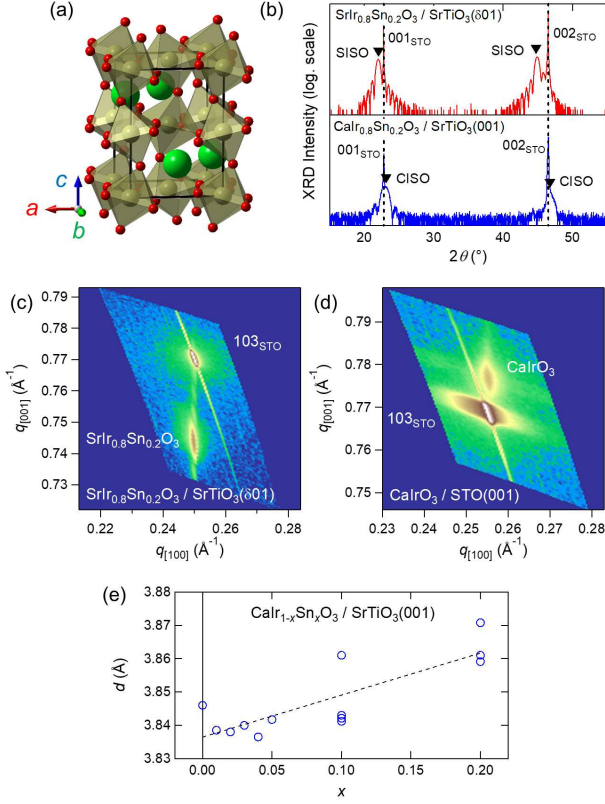 (a)
c
a
b
(b)
XRD Intensity (log. scale)
SrIr0.8Sn0.2O3 / SrTiO3(δ01)
SISO
001STO
SISO
002STO
CaIr0.8Sn0.2O3 / SrTiO3(001)
001STO
CISO
002STO
CISO
20 30 40 50
2θ (°)
(c)
q[001] (Å-1)
0.79
0.78
0.77
0.76
0.75
0.74
0.73
103STO
SrIr0.8Sn0.2O3
SrIr0.8Sn0.2O3 / SrTiO3(δ01)
0.22 0.24 0.26 0.28
q[100] (Å-1)
(d)
q[001] (Å-1)
0.79
0.78
0.77
0.76
0.75
CaIrO3
103STO
CaIrO3 / STO(001)
0.23 0.24 0.25 0.26 0.27 0.28
q[100] (Å-1)
(e)
d (Å)
3.88
3.87
3.86
3.85
3.84
3.83
CaIr1-xSnxO3 / SrTiO3(001)
0.00 0.05 0.10 0.15 0.20
x